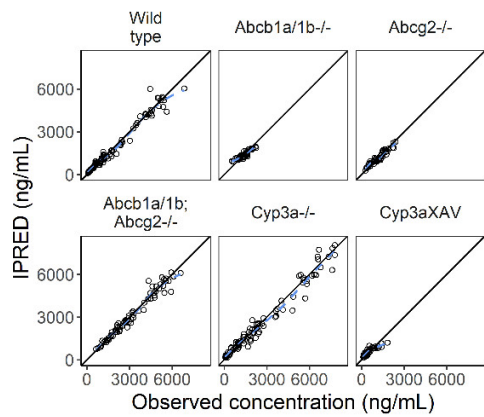 Wild
type
Abcb1a/1b-/-
Abcg2-/-
6000
3000
0
Abcb1a/1b;
Abcg2-/-
Cyp3a-/-
Cyp3aXAV
6000
3000
0
IPRED (ng/mL)
0 3000 6000 0 3000 6000 0 3000 6000
Observed concentration (ng/mL)